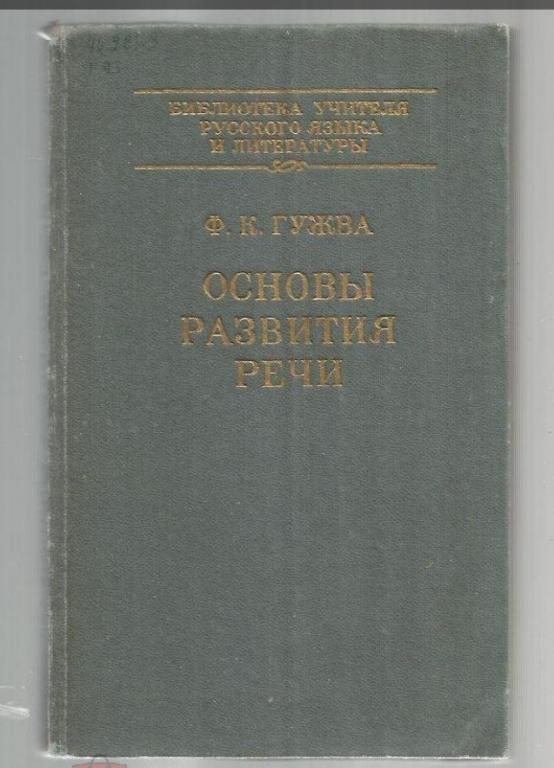 БИБЛИОТЕКА УЧИТЕЛЯ
РУССКОГО ЯЗЫКА
И ЛИТЕРАТУРЫ
Ф. К. ГУЖВА
ОСНОВЫ
РАЗВИТИЯ
РЕЧИ